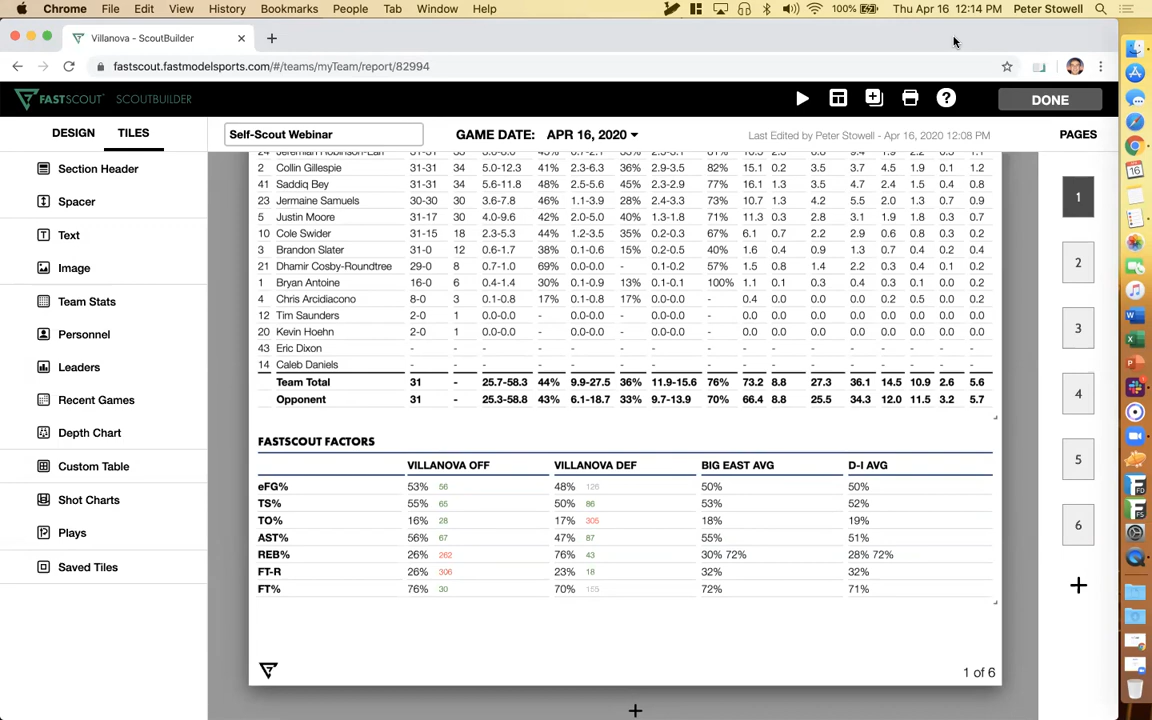 Chrome File Edit View History Bookmarks People Tab Window Help 100% Thu Apr 16 12:14 PM Peter Stowell
Villanova - ScoutBuilder
fastscout.fastmodelsports.com/#/teams/myTeam/report/82994
FASTSCOUT SCOUTBUILDER DONE
DESIGN TILES Self-Scout Webinar GAME DATE: APR 16, 2020 Last Edited by Peter Stowell - Apr 16, 2020 12:08 PM PAGES
Section Header
Spacer
Text
Image
Team Stats
Personnel
Leaders
Recent Games
Depth Chart
Custom Table
Shot Charts
Plays
Saved Tiles
2 Collin Gillespie 31-31 34 5.0-12.3 41% 2.3-6.3 36% 2.9-3.5 82% 15.1 0.2 3.5 3.7 4.5 1.9 0.1 1.2
41 Saddiq Bey 31-31 34 5.6-11.8 48% 2.5-5.6 45% 2.3-2.9 77% 16.1 1.3 3.5 4.7 2.4 1.5 0.4 0.8
23 Jermaine Samuels 30-30 30 3.6-7.8 46% 1.1-3.9 28% 2.4-3.3 73% 10.7 1.3 4.2 5.5 2.0 1.3 0.7 0.9
5 Justin Moore 31-17 30 4.0-9.6 42% 2.0-5.0 40% 1.3-1.8 71% 11.3 0.3 2.8 3.1 1.9 1.8 0.3 0.7
10 Cole Swider 31-15 18 2.3-5.3 44% 1.2-3.5 35% 0.2-0.3 67% 6.1 0.7 2.2 2.9 0.6 0.8 0.3 0.2
3 Brandon Slater 31-0 12 0.6-1.7 38% 0.1-0.6 15% 0.2-0.5 40% 1.6 0.4 0.9 1.3 0.7 0.4 0.2 0.4
21 Dhamir Cosby-Roundtree 29-0 8 0.7-1.0 69% 0.0-0.0 - 0.1-0.2 57% 1.5 0.8 1.4 2.2 0.3 0.4 0.1 0.2
1 Bryan Antoine 16-0 6 0.4-1.4 30% 0.1-0.9 13% 0.1-0.1 100% 1.1 0.1 0.3 0.4 0.3 0.1 0.0 0.2
4 Chris Arcidiacono 8-0 3 0.1-0.8 17% 0.1-0.8 17% 0.0-0.0 - 0.4 0.0 0.0 0.0 0.2 0.5 0.0 0.2
12 Tim Saunders 2-0 1 0.0-0.0 - 0.0-0.0 - 0.0-0.0 - 0.0 0.0 0.0 0.0 0.0 0.0 0.0 0.0
20 Kevin Hoehn 2-0 1 0.0-0.0 - 0.0-0.0 - 0.0-0.0 - 0.0 0.0 0.0 0.0 0.0 0.0 0.0 0.0
43 Eric Dixon - - - - - - - - - - - - - - - -
14 Caleb Daniels - - - - - - - - - - - - - - - -
Team Total 31 - 25.7-58.3 44% 9.9-27.5 36% 11.9-15.6 76% 73.2 8.8 27.3 36.1 14.5 10.9 2.6 5.6
Opponent 31 - 25.3-58.8 43% 6.1-18.7 33% 9.7-13.9 70% 66.4 8.8 25.5 34.3 12.0 11.5 3.2 5.7
FASTSCOUT FACTORS
VILLANOVA OFF VILLANOVA DEF BIG EAST AVG D-I AVG
eFG% 53% 56 48% 126 50% 50%
TS% 55% 65 50% 86 53% 52%
TO% 16% 28 17% 305 18% 19%
AST% 56% 67 47% 87 55% 51%
REB% 26% 262 76% 43 30% 72% 28% 72%
FT-R 26% 306 23% 18 32% 32%
FT% 76% 30 70% 155 72% 71%
1 of 6
1
2
3
4
5
6